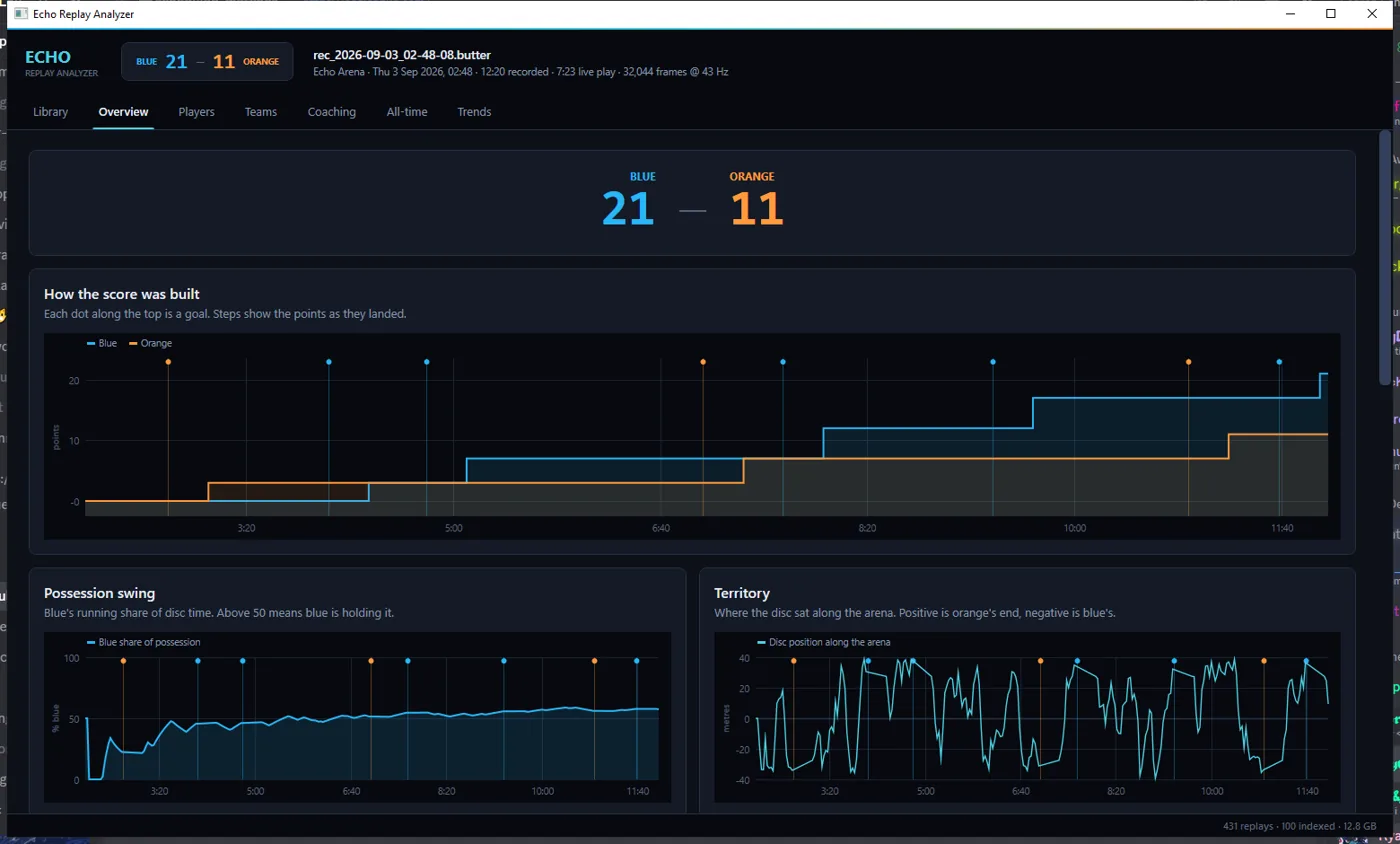 Echo Replay Analyzer
ECHO
REPLAY ANALYZER
BLUE 21 — 11 ORANGE
rec_2026-09-03_02-48-08.butter
Echo Arena · Thu 3 Sep 2026, 02:48 · 12:20 recorded · 7:23 live play · 32,044 frames @ 43 Hz
Library Overview Players Teams Coaching All-time Trends
BLUE ORANGE
21 — 11
How the score was built
Each dot along the top is a goal. Steps show the points as they landed.
Blue Orange
20
points
10
-0
3:20 5:00 6:40 8:20 10:00 11:40
Possession swing
Blue's running share of disc time. Above 50 means blue is holding it.
Blue share of possession
100
% blue
50
0
3:20 5:00 6:40 8:20 10:00 11:40
Territory
Where the disc sat along the arena. Positive is orange's end, negative is blue's.
Disc position along the arena
40
20
metres
0
-20
-40
3:20 5:00 6:40 8:20 10:00 11:40
431 replays · 100 indexed · 12.8 GB